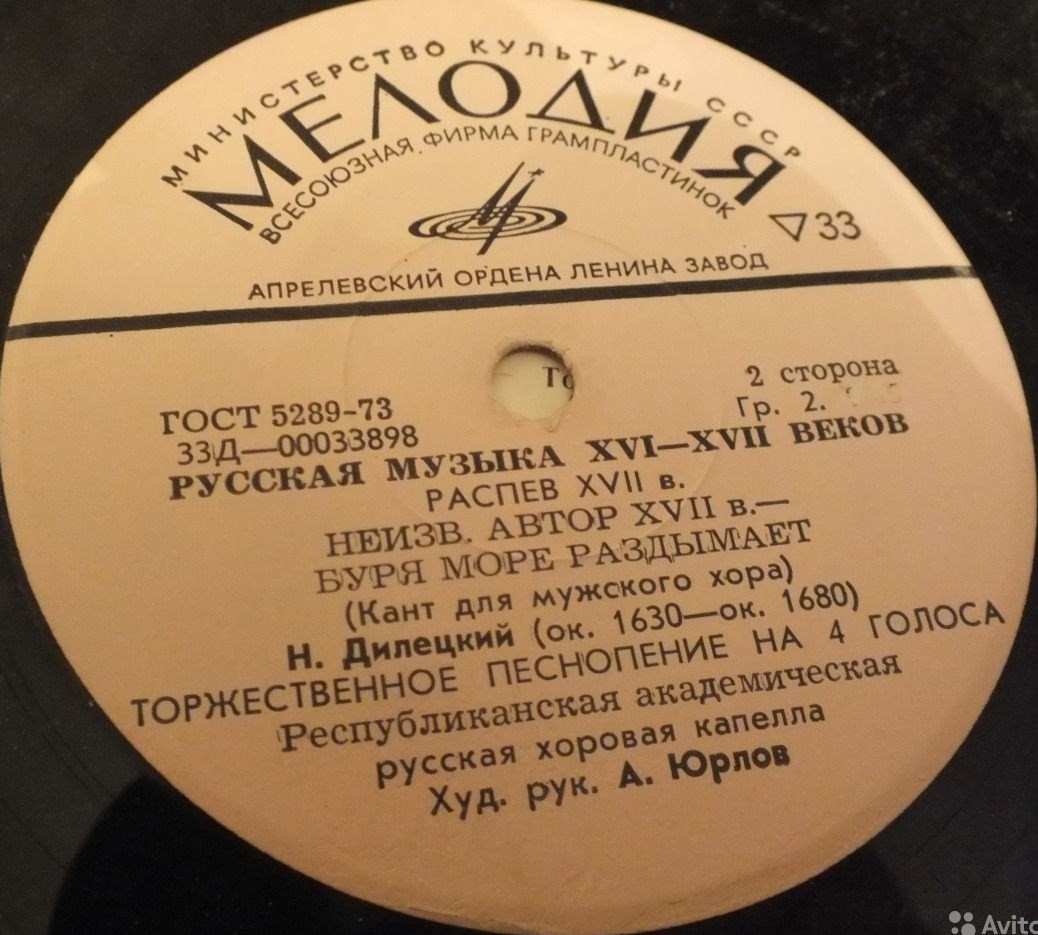 МИНИСТЕРСТВО КУЛЬТУРЫ СССР
МЕЛОДИЯ
ВСЕСОЮЗНАЯ ФИРМА ГРАМПЛАСТИНОК
▽33
АПРЕЛЕВСКИЙ ОРДЕНА ЛЕНИНА ЗАВОД
2 сторона
ГОСТ 5289-73
Гр. 2.
33Д—00033898
РУССКАЯ МУЗЫКА XVI—XVII ВЕКОВ
РАСПЕВ XVII в.
НЕИЗВ. АВТОР XVII в.—
БУРЯ МОРЕ РАЗДЫМАЕТ
(Кант для мужского хора)
Н. Дилецкий (ок. 1630—ок. 1680)
ТОРЖЕСТВЕННОЕ ПЕСНОПЕНИЕ НА 4 ГОЛОСА
Республиканская академическая
русская хоровая капелла
Худ. рук. А. Юрлов
Avito